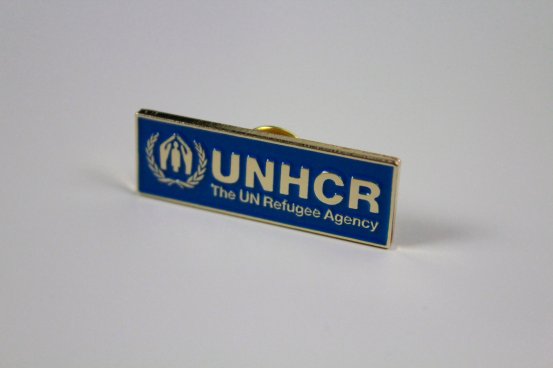 UNHCR
The UN Refugee Agency